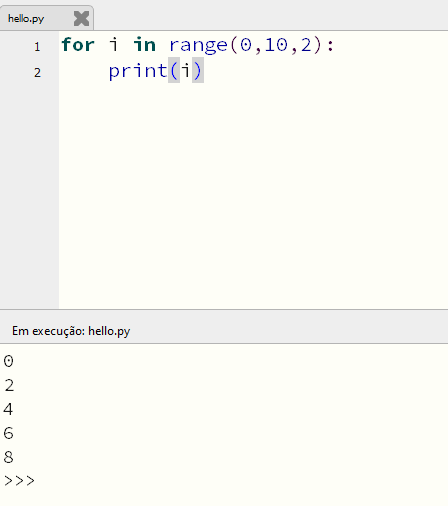 hello.py
1 for i in range(0,10,2):
2     print(i)
Em execução: hello.py
0
2
4
6
8
>>>